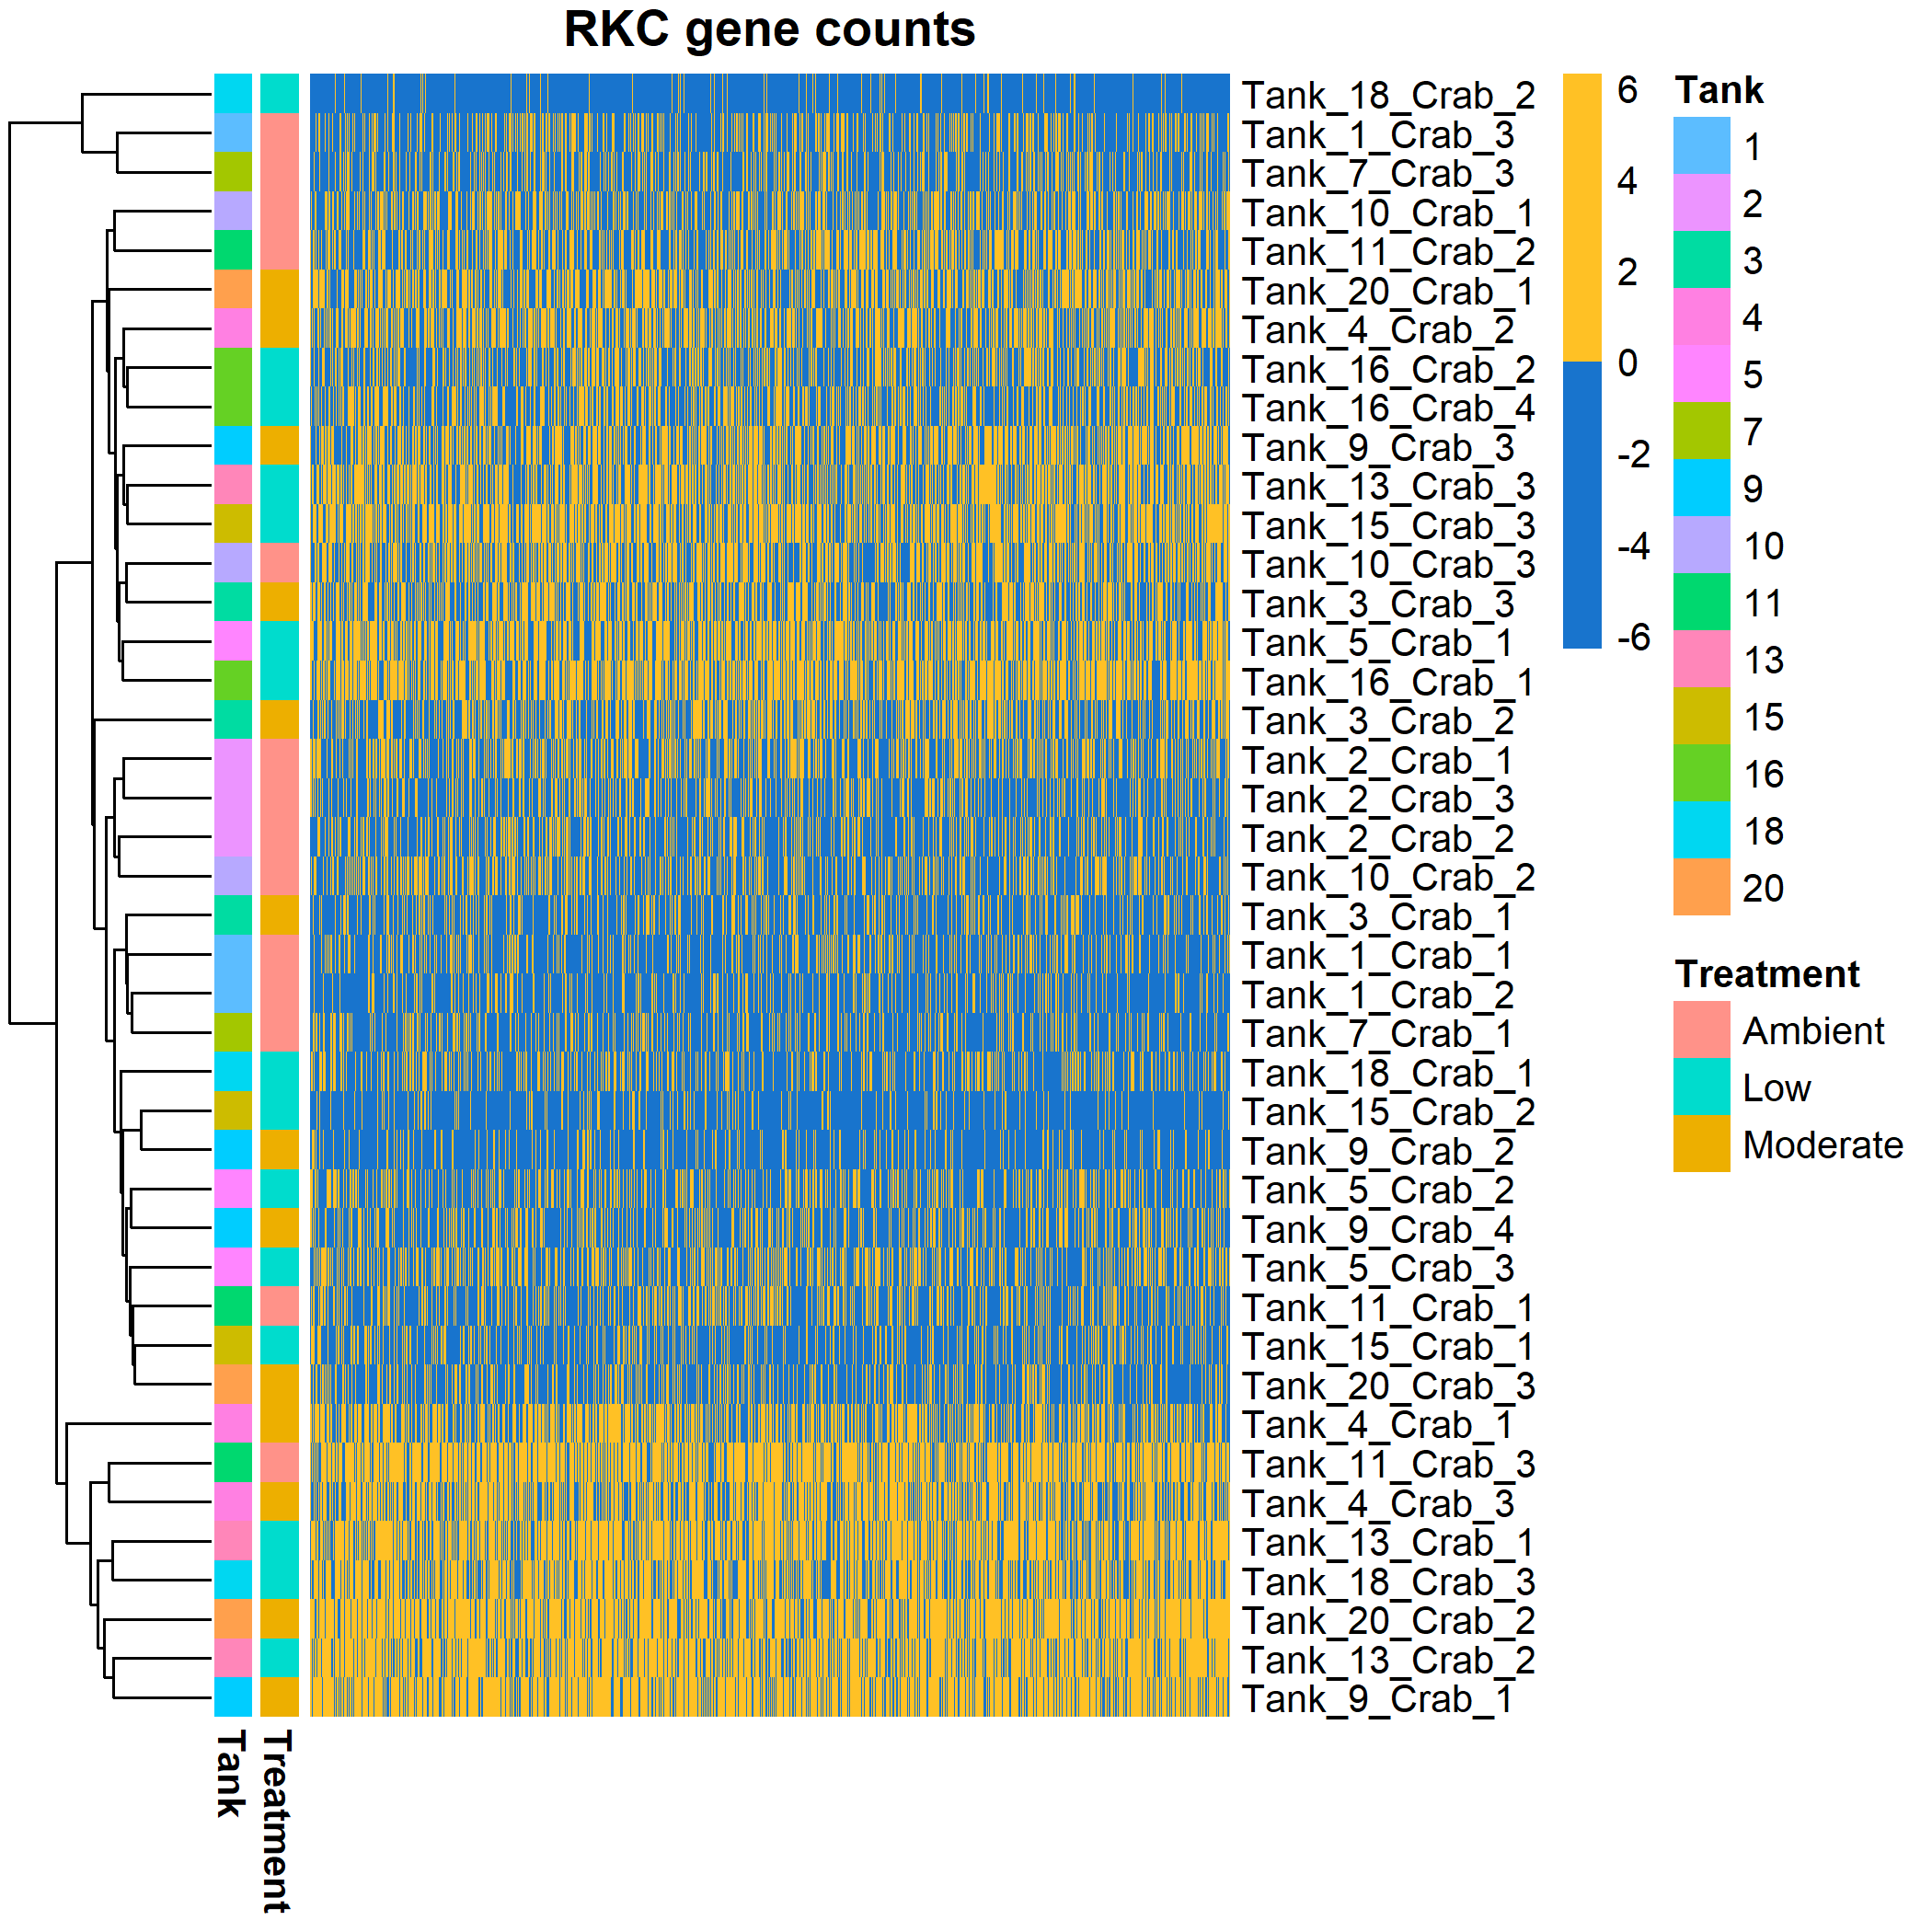 RKC gene counts
Tank_18_Crab_2
Tank_1_Crab_3
Tank_7_Crab_3
Tank_10_Crab_1
Tank_11_Crab_2
Tank_20_Crab_1
Tank_4_Crab_2
Tank_16_Crab_2
Tank_16_Crab_4
Tank_9_Crab_3
Tank_13_Crab_3
Tank_15_Crab_3
Tank_10_Crab_3
Tank_3_Crab_3
Tank_5_Crab_1
Tank_16_Crab_1
Tank_3_Crab_2
Tank_2_Crab_1
Tank_2_Crab_3
Tank_2_Crab_2
Tank_10_Crab_2
Tank_3_Crab_1
Tank_1_Crab_1
Tank_1_Crab_2
Tank_7_Crab_1
Tank_18_Crab_1
Tank_15_Crab_2
Tank_9_Crab_2
Tank_5_Crab_2
Tank_9_Crab_4
Tank_5_Crab_3
Tank_11_Crab_1
Tank_15_Crab_1
Tank_20_Crab_3
Tank_4_Crab_1
Tank_11_Crab_3
Tank_4_Crab_3
Tank_13_Crab_1
Tank_18_Crab_3
Tank_20_Crab_2
Tank_13_Crab_2
Tank_9_Crab_1
6
4
2
0
-2
-4
-6
Tank
1
2
3
4
5
7
9
10
11
13
15
16
18
20
Treatment
Ambient
Low
Moderate
Tank
Treatment